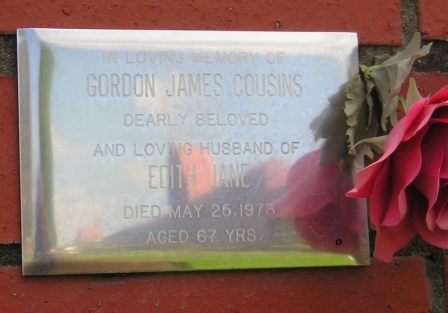 IN LOVING MEMORY OF
GORDON JAMES COUSINS
DEARLY BELOVED
AND LOVING HUSBAND OF
EDITH JANE
DIED MAY 25.1973
AGED 67 YRS.